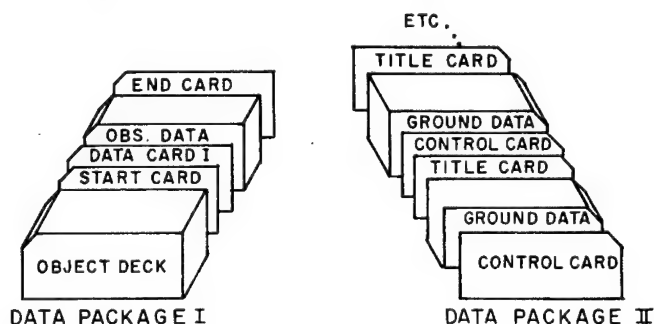 END CARD
OBS. DATA
DATA CARD I
START CARD
OBJECT DECK
DATA PACKAGE I
ETC.
TITLE CARD
GROUND DATA
CONTROL CARD
TITLE CARD
GROUND DATA
CONTROL CARD
DATA PACKAGE II